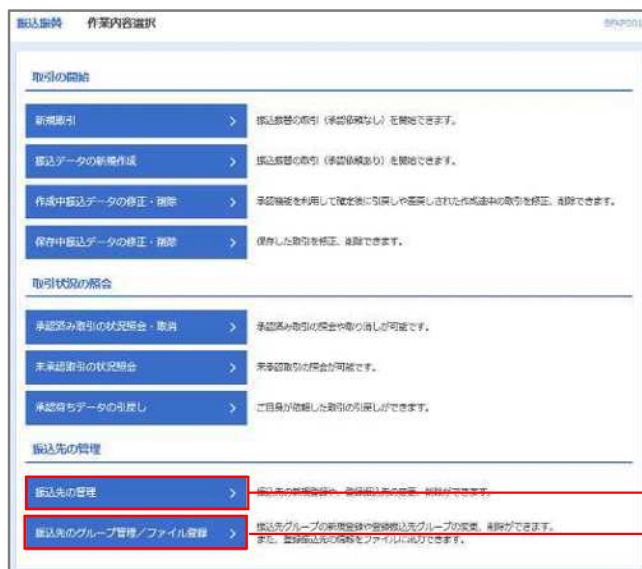 振込振替 作業内容選択 BFKF001
取引の開始
新規取引 振込振替の取引（承認依頼なし）を開始できます。
振込データの新規作成 振込振替の取引（承認依頼あり）を開始できます。
作成中振込データの修正・削除 承認機能を利用して確定後に引戻しや差戻しされた作成途中の取引を修正、削除できます。
保存中振込データの修正・削除 保存した取引を修正、削除できます。
取引状況の照会
承認済み取引の状況照会・取消 承認済み取引の照会や取り消しが可能です。
未承認取引の状況照会 未承認取引の照会が可能です。
承認待ちデータの引戻し ご自身が依頼した取引の引戻しができます。
振込先の管理
振込先の管理 振込先の新規登録や、登録振込先の変更、削除ができます。
振込先のグループ管理／ファイル登録 振込先グループの新規登録や登録振込先グループの変更、削除ができます。
また、登録振込先の情報をファイルに出力できます。